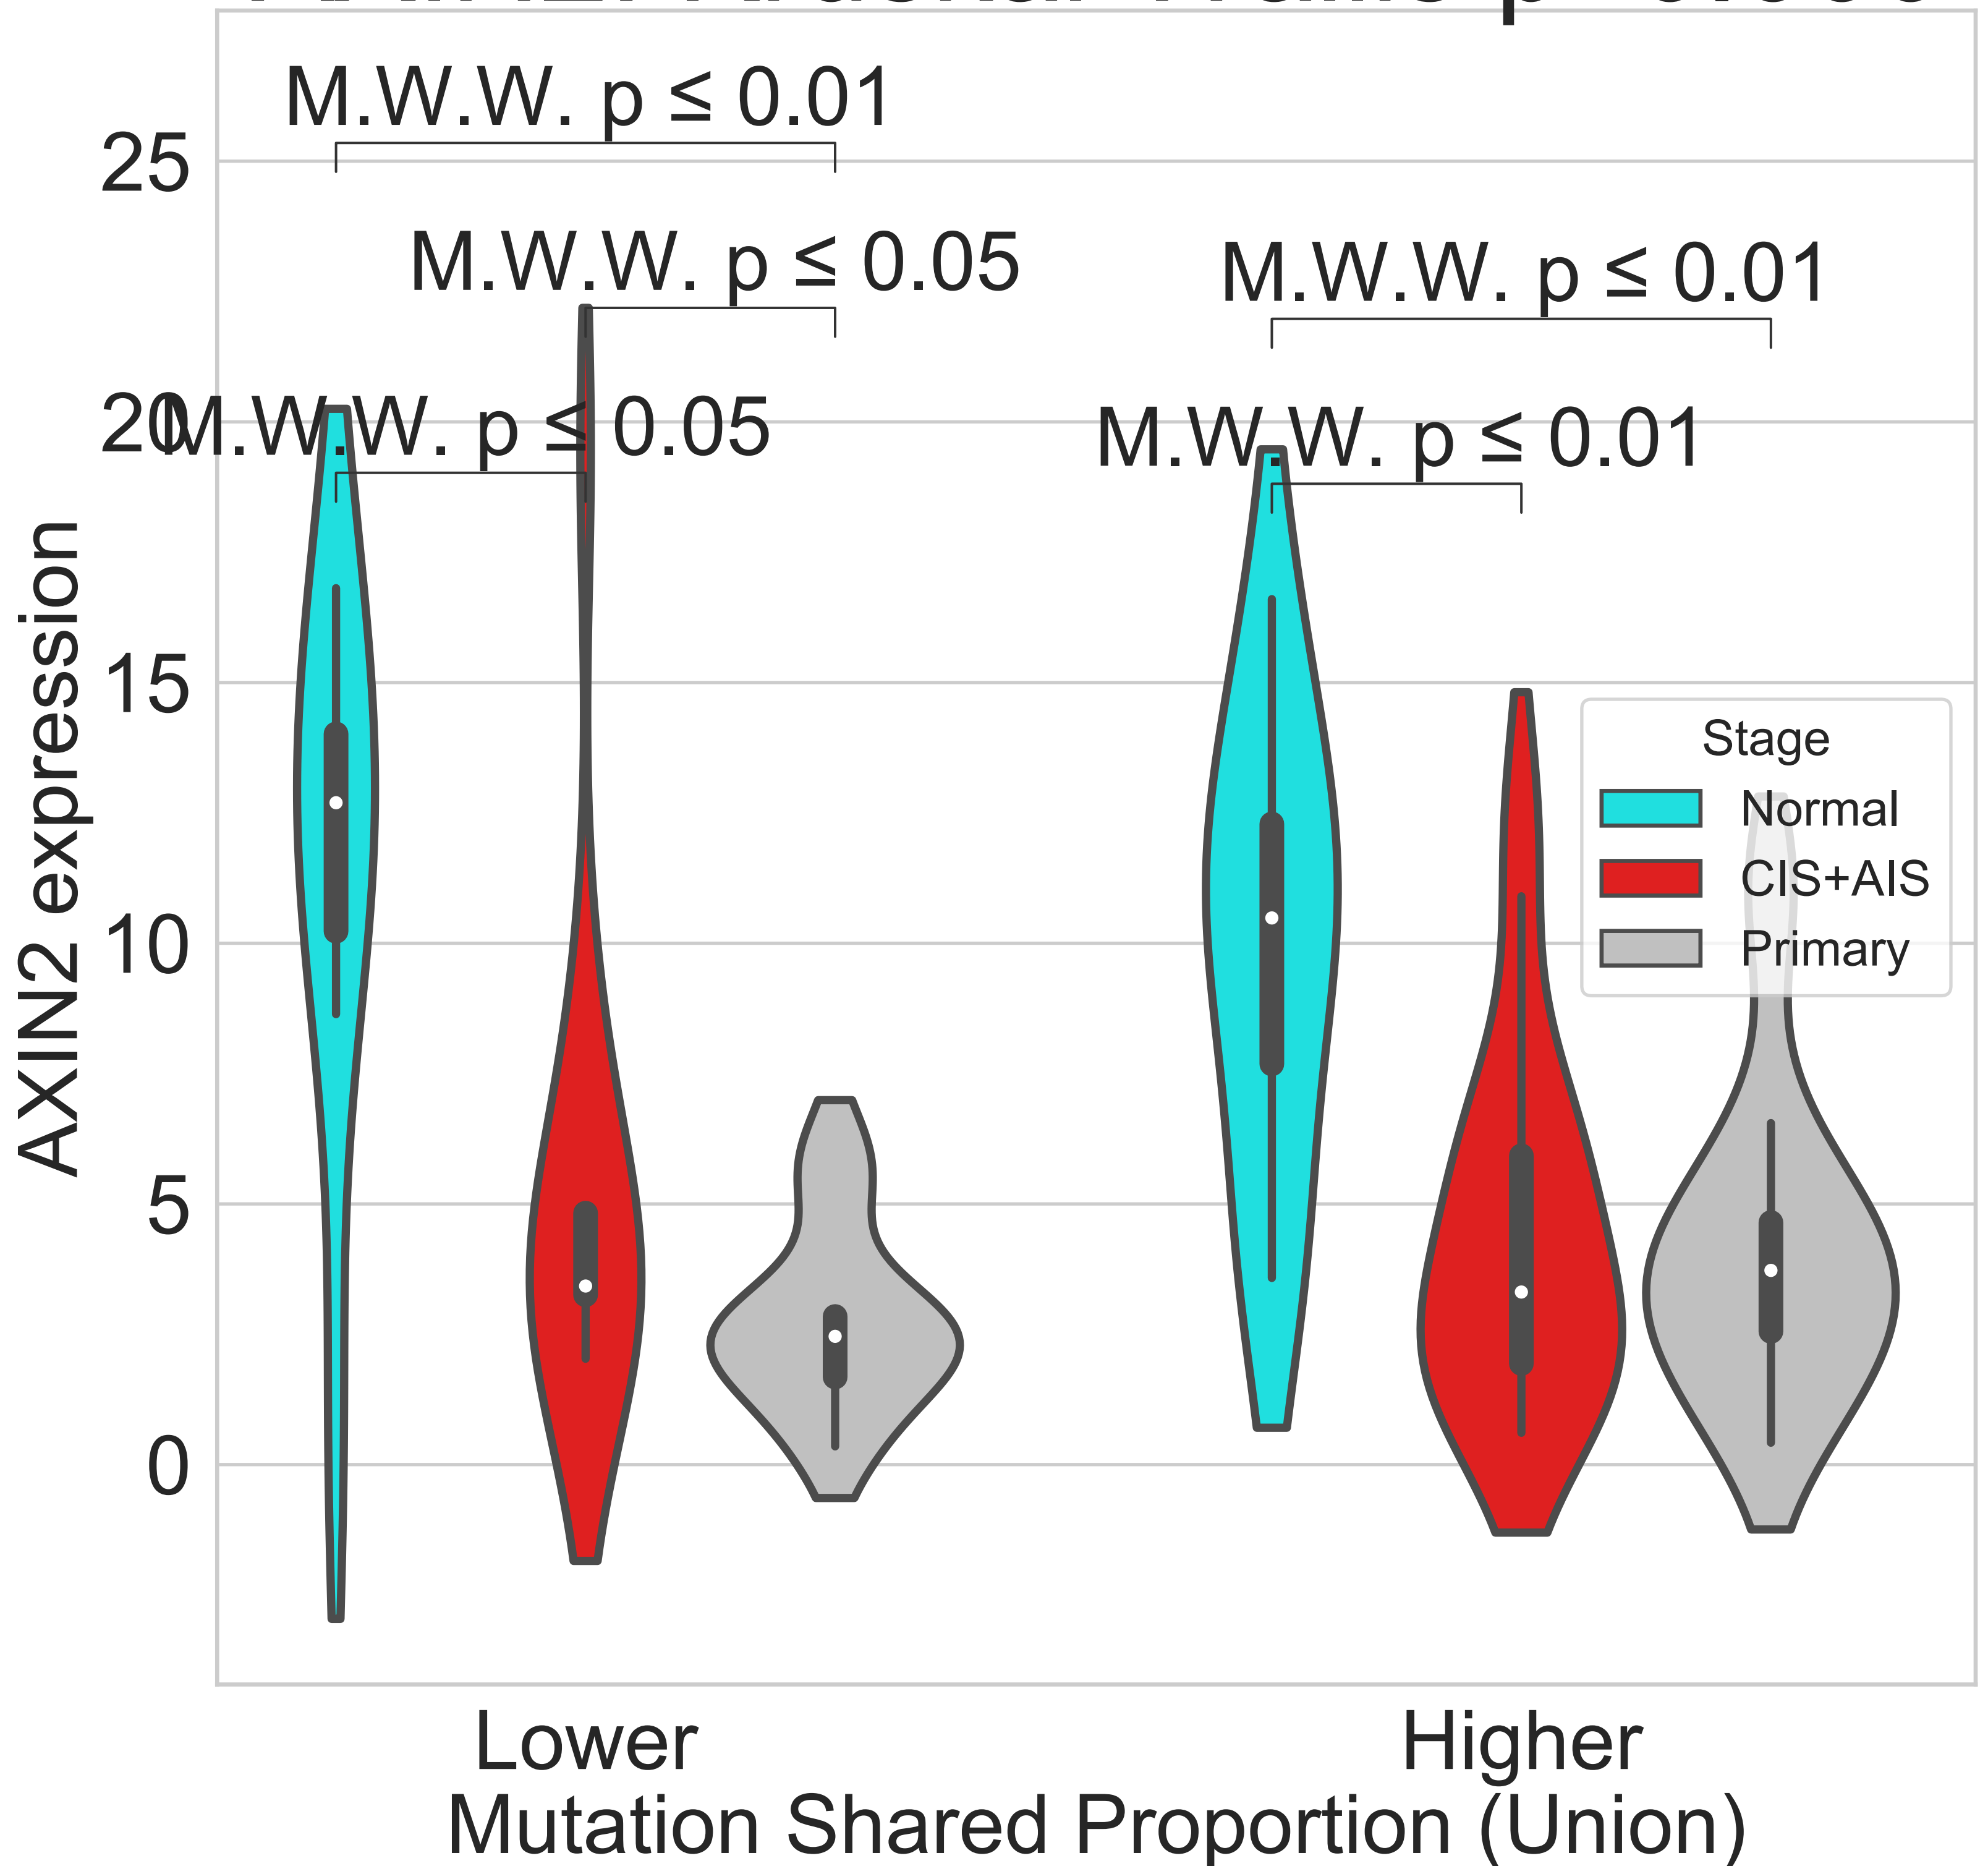 M.W.W. p ≤ 0.01
25
M.W.W. p ≤ 0.05
M.W.W. p ≤ 0.01
20
M.W.W. p ≤ 0.05
M.W.W. p ≤ 0.01
15
10
5
0
AXIN2 expression
Stage
Normal
CIS+AIS
Primary
Lower
Higher
Mutation Shared Proportion (Union)